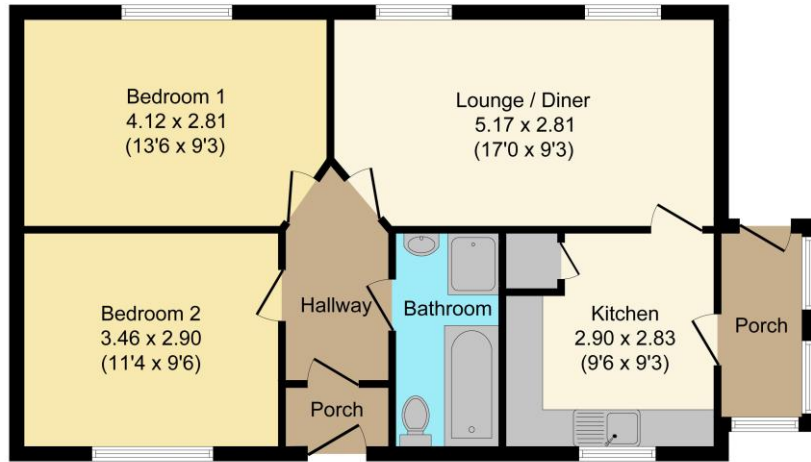 Bedroom 1
4.12 x 2.81
(13'6 x 9'3)
Lounge / Diner
5.17 x 2.81
(17'0 x 9'3)
Bedroom 2
3.46 x 2.90
(11'4 x 9'6)
Hallway
Bathroom
Kitchen
2.90 x 2.83
(9'6 x 9'3)
Porch
Porch